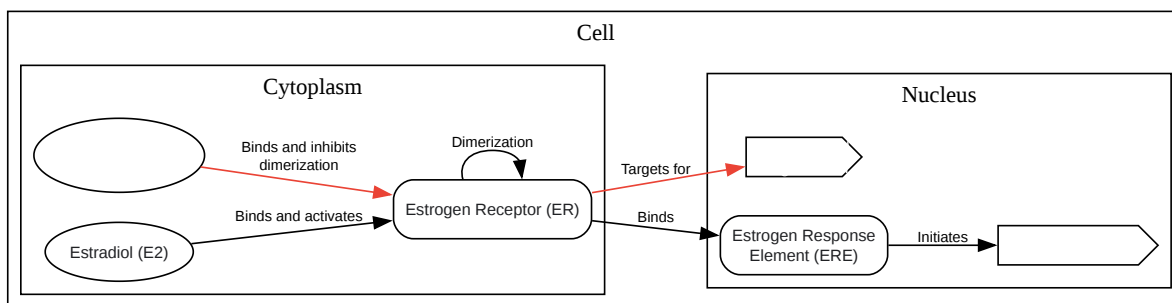 Cell
Cytoplasm
Nucleus
Binds and inhibits
dimerization
Dimerization
Targets for
Estrogen Receptor (ER)
Binds and activates
Estradiol (E2)
Binds
Estrogen Response
Element (ERE)
Initiates